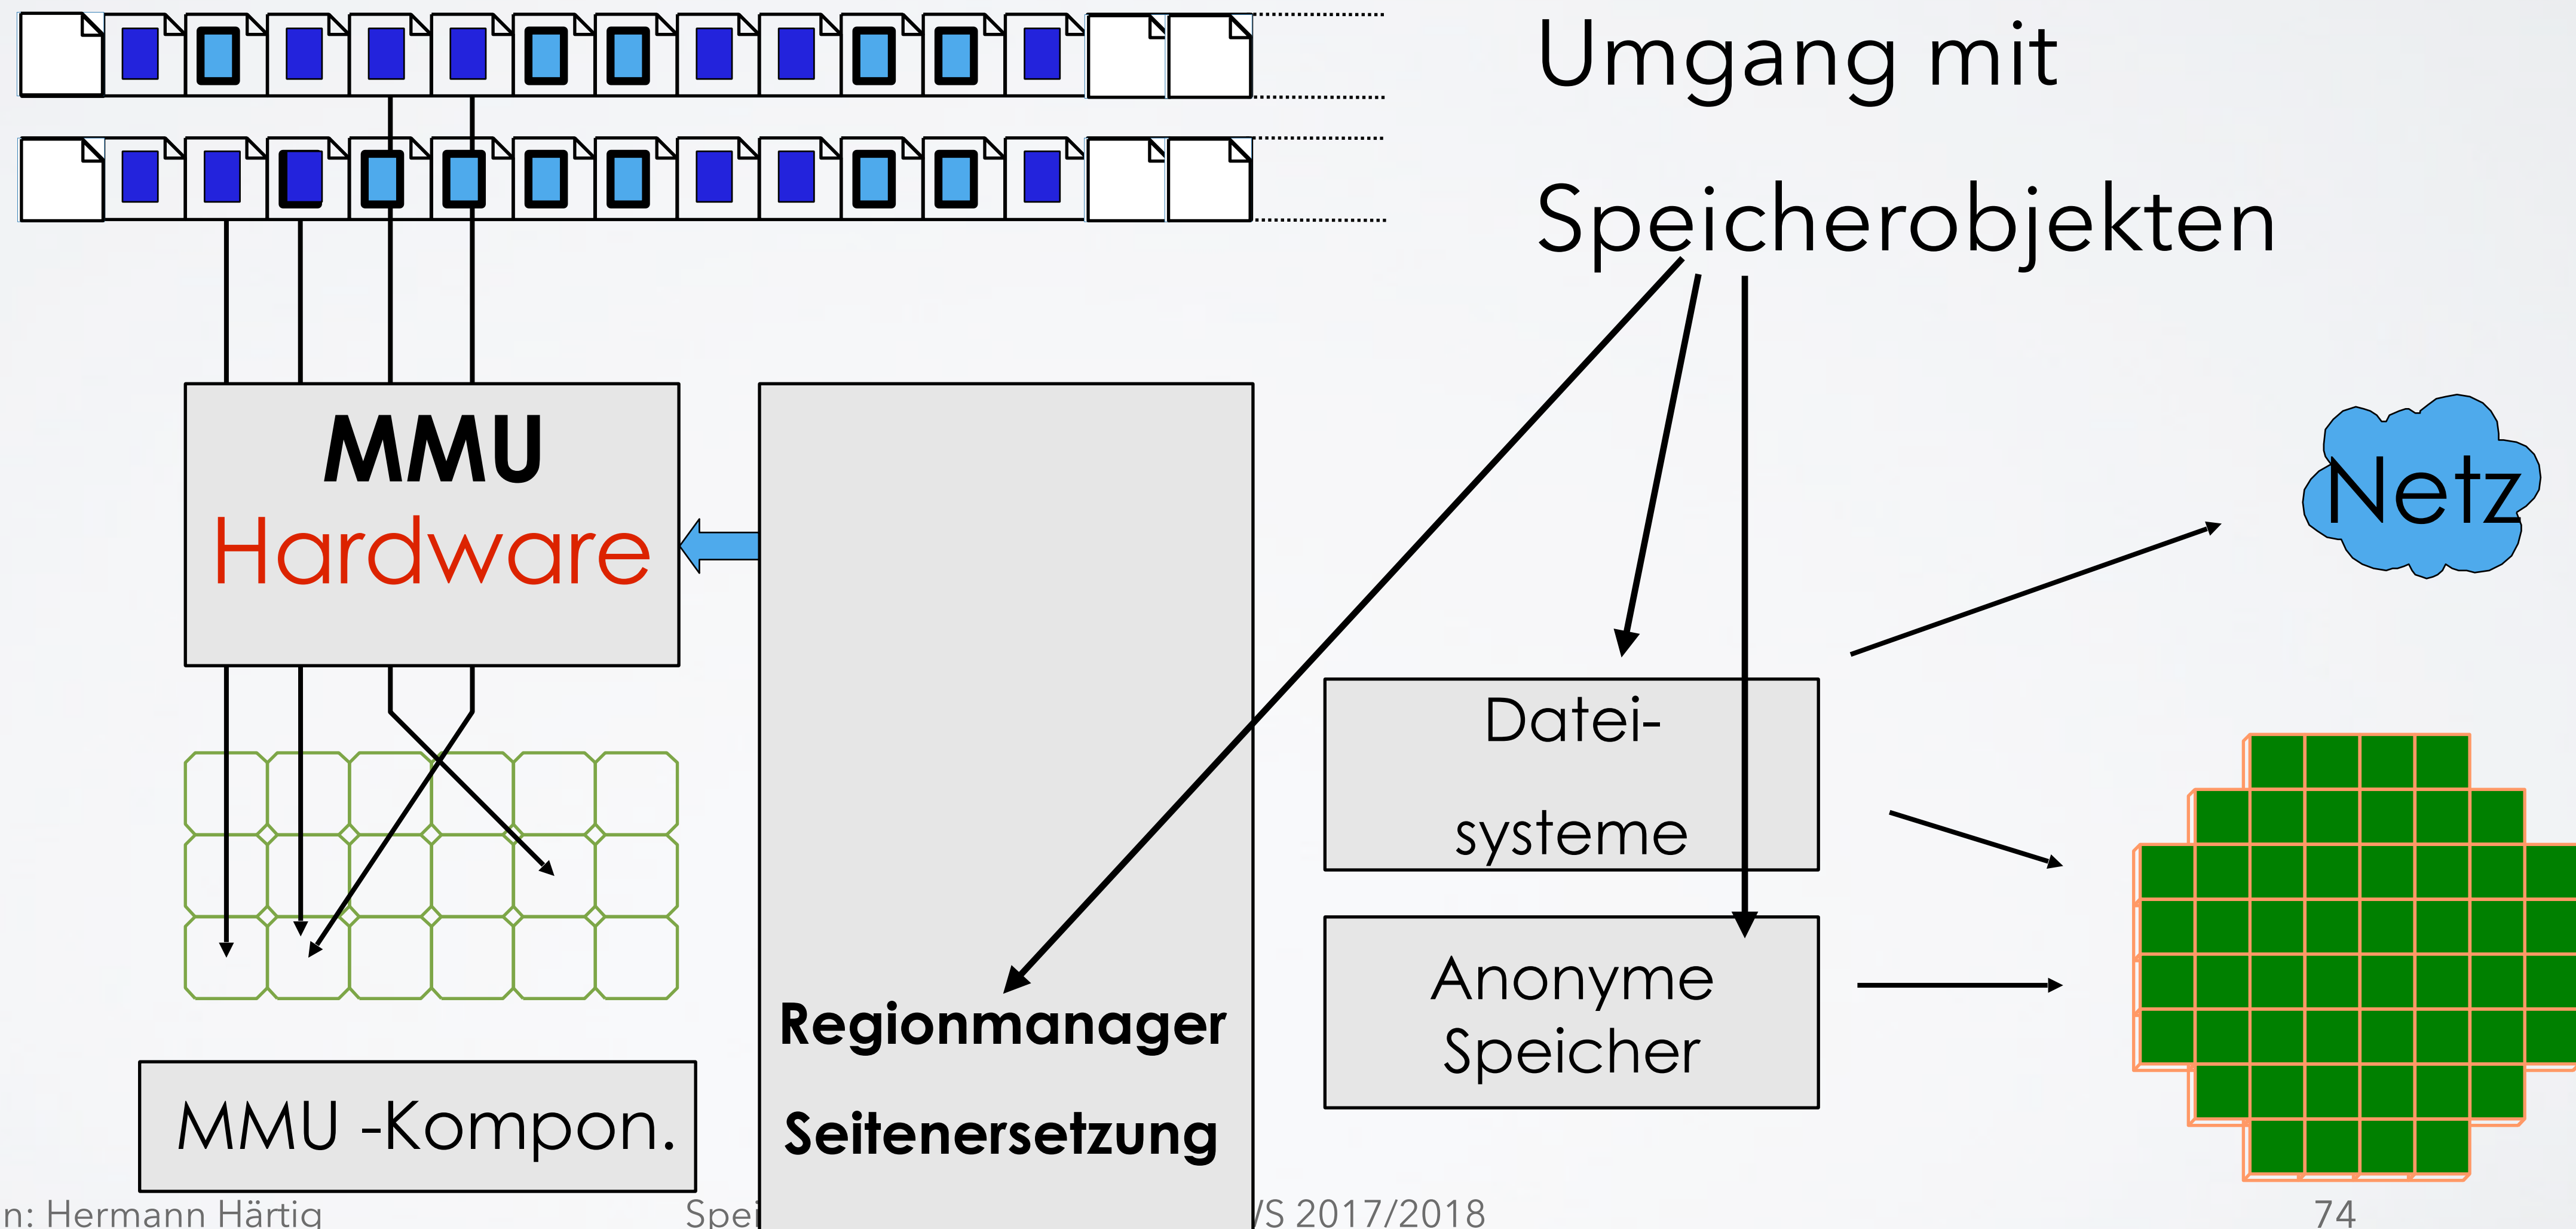 Umgang mit
Speicherobjekten
MMU
Hardware
Netz
Datei-
systeme
Anonyme
Speicher
Regionmanager
Seitenersetzung
MMU -Kompon.
n: Hermann Härtig
2017/2018
74